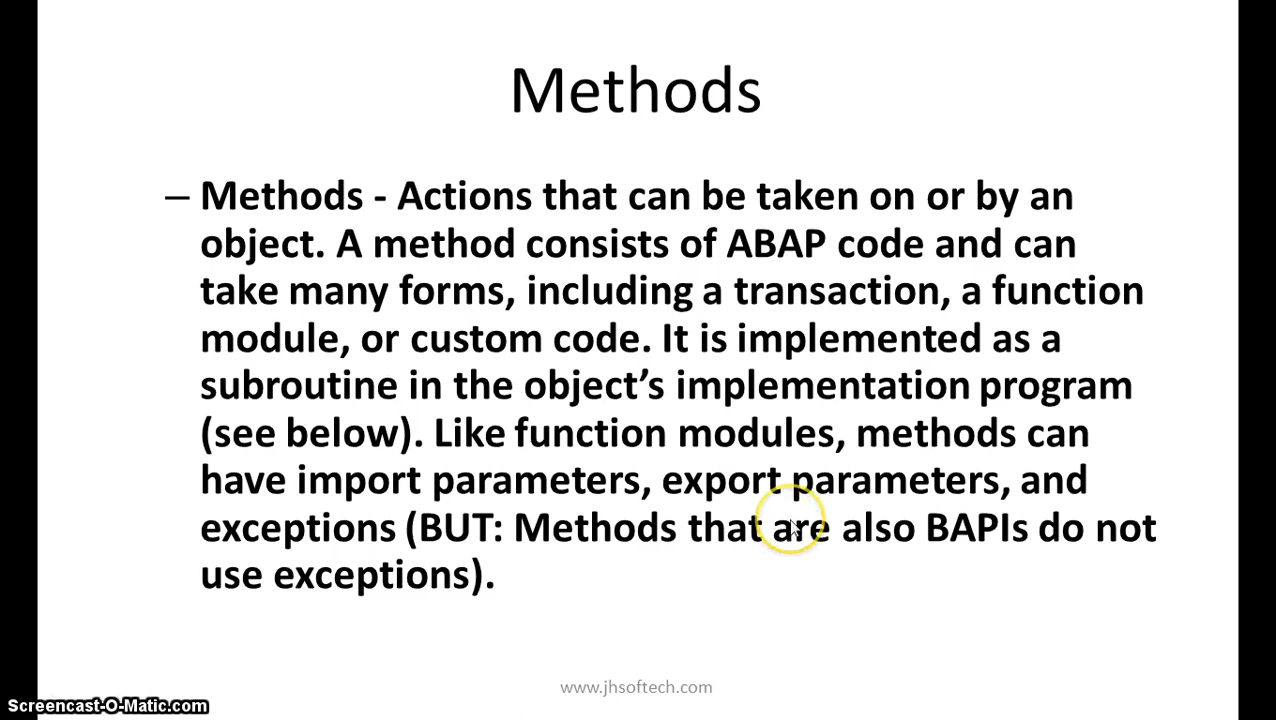 Methods
– Methods - Actions that can be taken on or by an
object. A method consists of ABAP code and can
take many forms, including a transaction, a function
module, or custom code. It is implemented as a
subroutine in the object’s implementation program
(see below). Like function modules, methods can
have import parameters, export parameters, and
exceptions (BUT: Methods that are also BAPIs do not
use exceptions).
www.jhsoftech.com
Screencast-O-Matic.com